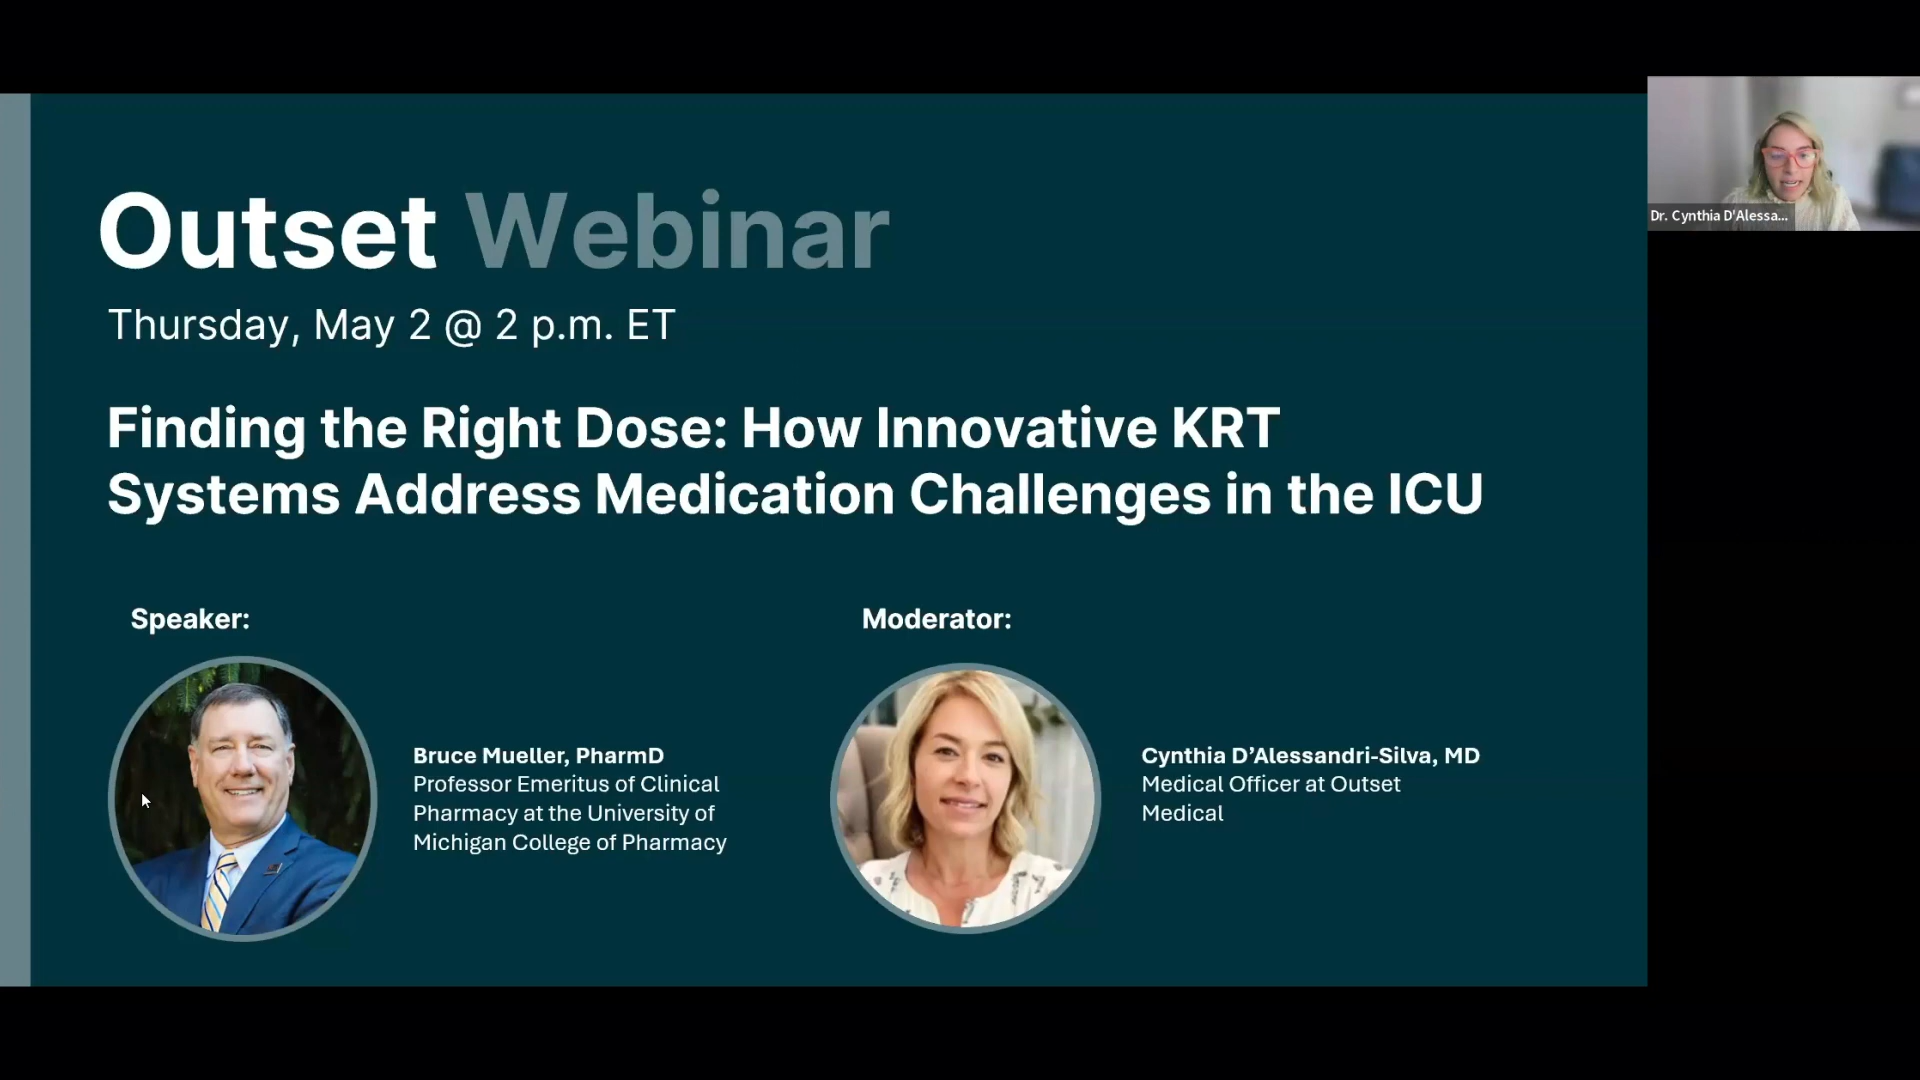 Outset Webinar
Thursday, May 2 @ 2 p.m. ET
Finding the Right Dose: How Innovative KRT
Systems Address Medication Challenges in the ICU
Speaker:
Bruce Mueller, PharmD
Professor Emeritus of Clinical
Pharmacy at the University of
Michigan College of Pharmacy
Moderator:
Cynthia D’Alessandri-Silva, MD
Medical Officer at Outset
Medical
Dr. Cynthia D'Alessa...